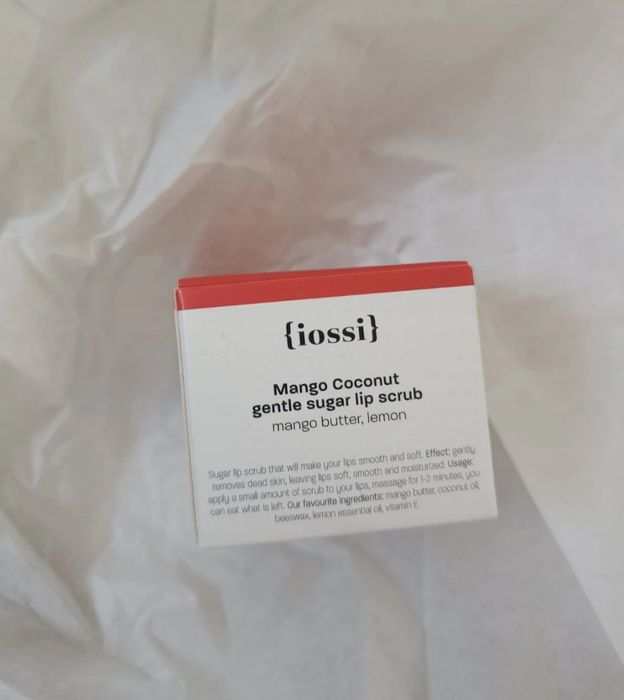 {iossi}
Mango Coconut
gentle sugar lip scrub
mango butter, lemon
Sugar lip scrub that will make your lips smooth and soft. Effect: gently
removes dead skin, leaving lips soft, smooth and moisturized. Usage:
apply a small amount of scrub to your lips, massage for 1-2 minutes, you
can eat what is left. Our favourite ingredients: mango butter, coconut oil,
beeswax, lemon essential oil, vitamin E.